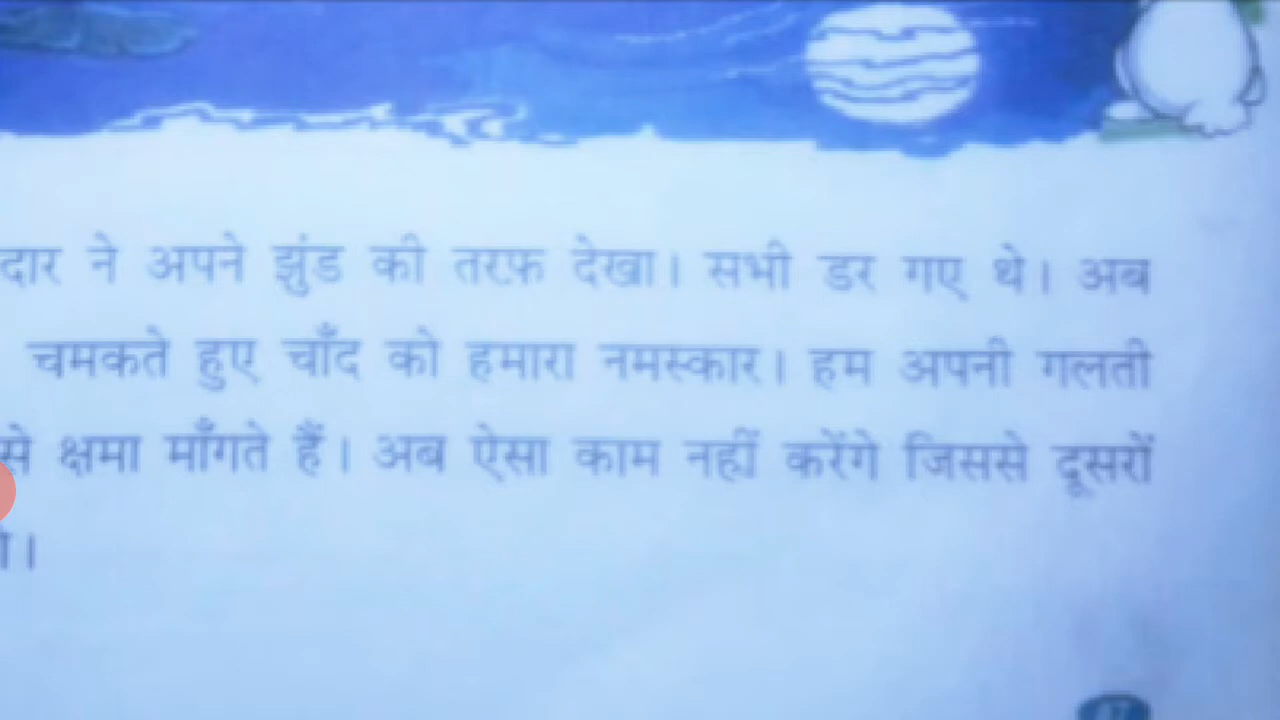 दार ने अपने झुंड की तरफ़ देखा। सभी डर गए थे। अब
चमकते हुए चाँद को हमारा नमस्कार। हम अपनी गलती
से क्षमा माँगते हैं। अब ऐसा काम नहीं करेंगे जिससे दूसरों